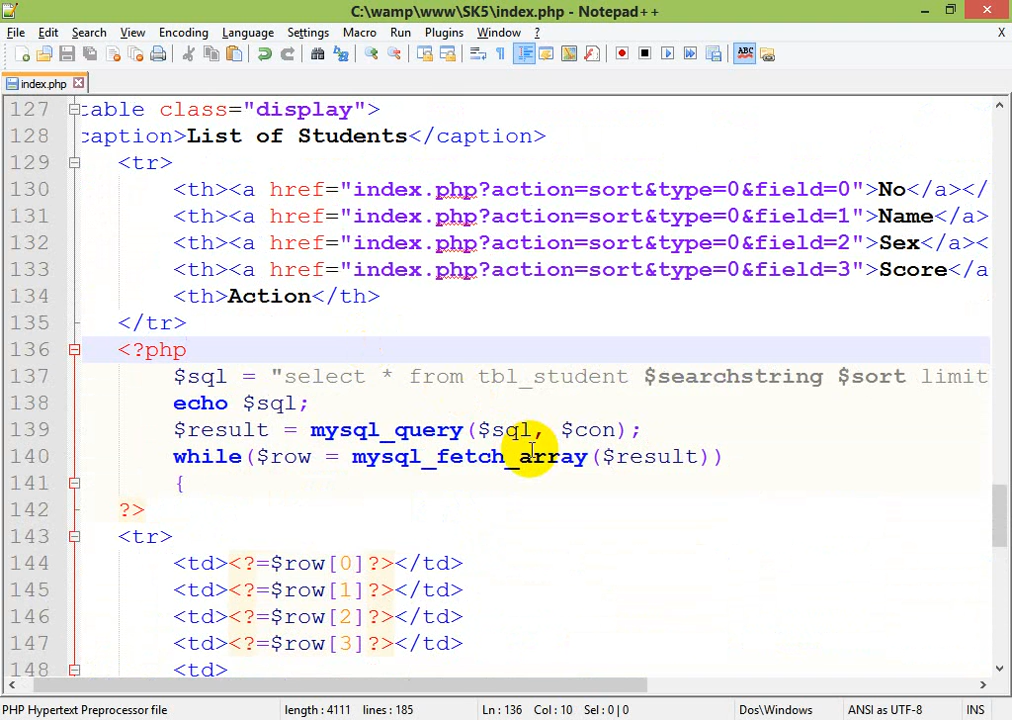 C:\wamp\www\SK5\index.php - Notepad++
File Edit Search View Encoding Language Settings Macro Run Plugins Window ? X
index.php
127 table class="display">
128 caption>List of Students</caption>
129 <tr>
130 <th><a href="index.php?action=sort&type=0&field=0">No</a></
131 <th><a href="index.php?action=sort&type=0&field=1">Name</a>
132 <th><a href="index.php?action=sort&type=0&field=2">Sex</a><
133 <th><a href="index.php?action=sort&type=0&field=3">Score</a
134 <th>Action</th>
135 </tr>
136 <?php
137 $sql = "select * from tbl_student $searchstring $sort limit
138 echo $sql;
139 $result = mysql_query($sql, $con);
140 while($row = mysql_fetch_array($result))
141 {
142 ?>
143 <tr>
144 <td><?=$row[0]?></td>
145 <td><?=$row[1]?></td>
146 <td><?=$row[2]?></td>
147 <td><?=$row[3]?></td>
148 <td>
PHP Hypertext Preprocessor file length : 4111 lines : 185 Ln : 136 Col : 10 Sel : 0 | 0 Dos\Windows ANSI as UTF-8 INS